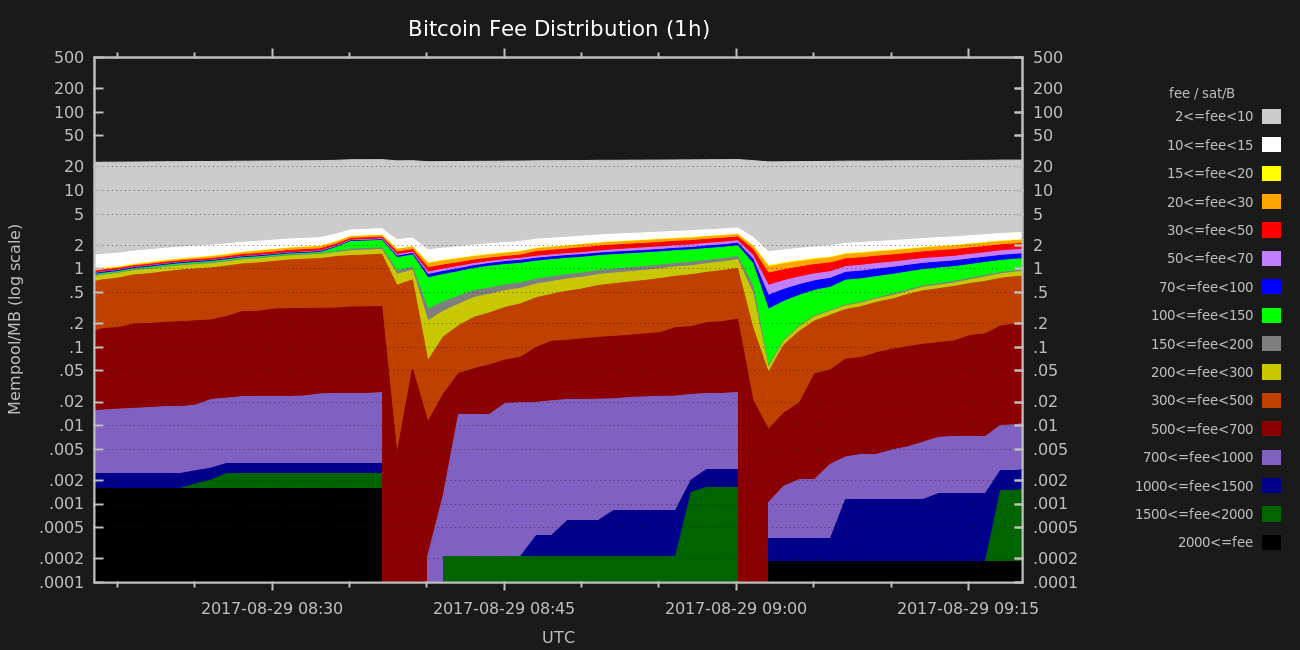 Bitcoin Fee Distribution (1h)
500
200
100
50
20
10
5
2
1
.5
.2
.1
.05
.02
.01
.005
.002
.001
.0005
.0002
.0001
Mempool/MB (log scale)
500
200
100
50
20
10
5
2
1
.5
.2
.1
.05
.02
.01
.005
.002
.001
.0005
.0002
.0001
2017-08-29 08:30
2017-08-29 08:45
2017-08-29 09:00
2017-08-29 09:15
UTC
fee / sat/B
2<=fee<10
10<=fee<15
15<=fee<20
20<=fee<30
30<=fee<50
50<=fee<70
70<=fee<100
100<=fee<150
150<=fee<200
200<=fee<300
300<=fee<500
500<=fee<700
700<=fee<1000
1000<=fee<1500
1500<=fee<2000
2000<=fee